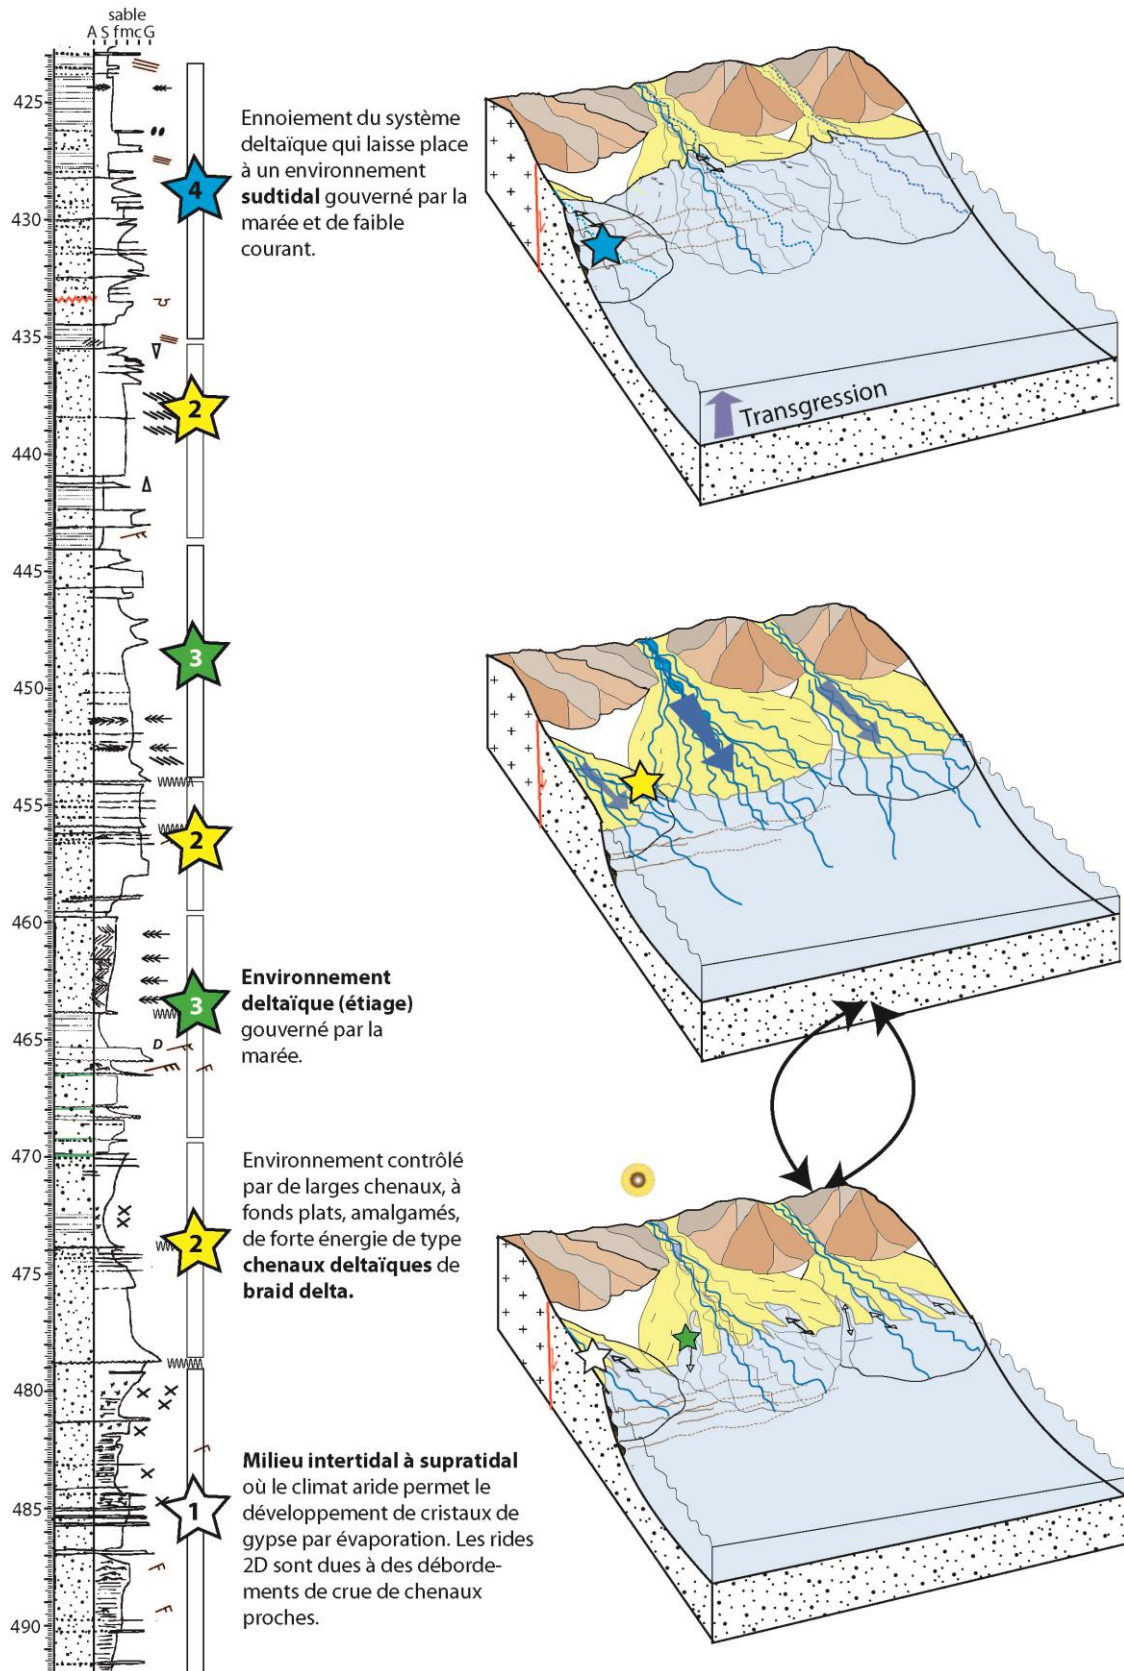 sable
A S f m c G
425
430
435
440
445
450
455
460
465
470
475
480
485
490
4
Ennoiement du système
deltaïque qui laisse place
à un environnement
sudtidal gouverné par la
marée et de faible
courant.
2
3
2
3
Environnement
deltaïque (étiage)
gouverné par la
marée.
D
2
Environnement contrôlé
par de larges chenaux, à
fonds plats, amalgamés,
de forte énergie de type
chenaux deltaïques de
braid delta.
1
Milieu intertidal à supratidal
où le climat aride permet le
développement de cristaux de
gypse par évaporation. Les rides
2D sont dues à des déborde-
ments de crue de chenaux
proches.
Transgression